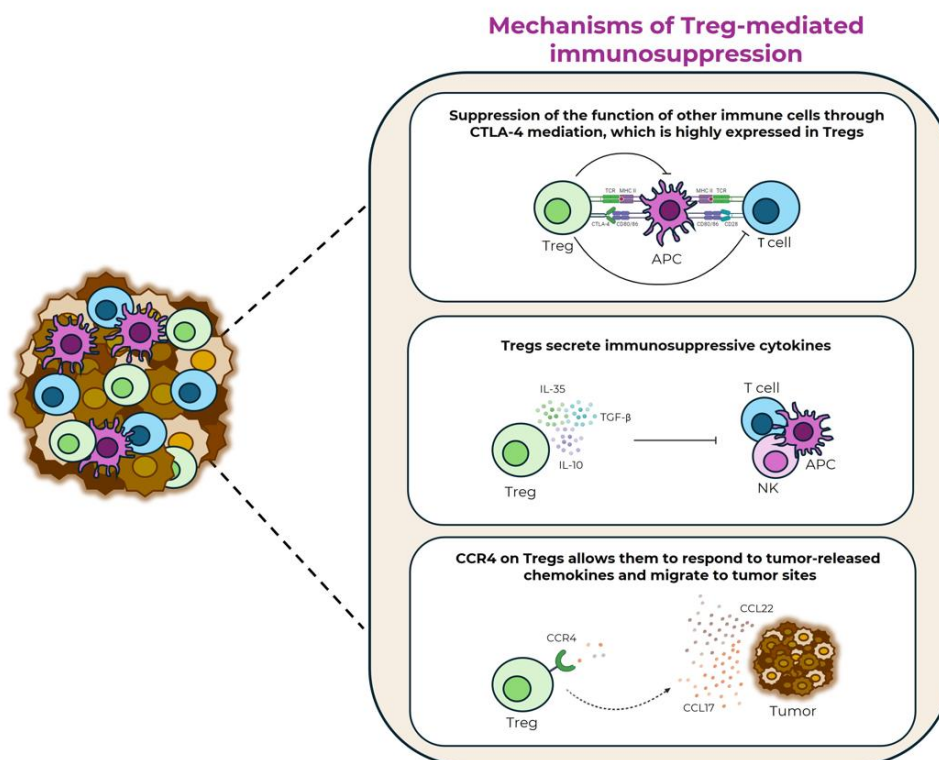 Mechanisms of Treg-mediated
immunosuppression
Suppression of the function of other immune cells through
CTLA-4 mediation, which is highly expressed in Tregs
TCR MHC II
MHC II TCR
CTLA-4 CD80/86
CD80/86 CD28
Treg
APC
T cell
Tregs secrete immunosuppressive cytokines
IL-35
TGF-β
IL-10
Treg
T cell
APC
NK
CCR4 on Tregs allows them to respond to tumor-released
chemokines and migrate to tumor sites
CCL22
CCR4
Treg
CCL17
Tumor